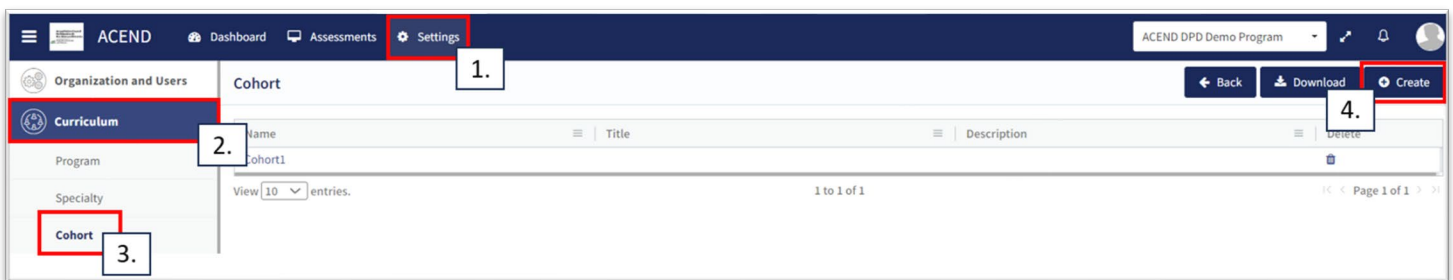 ACEND Dashboard Assessments Settings ACEND DPD Demo Program
1.
Organization and Users Cohort Back Download Create
4.
Curriculum
2.
Name Title Description Delete
Program Cohort1
View 10 entries. 1 to 1 of 1 Page 1 of 1
Specialty
Cohort
3.